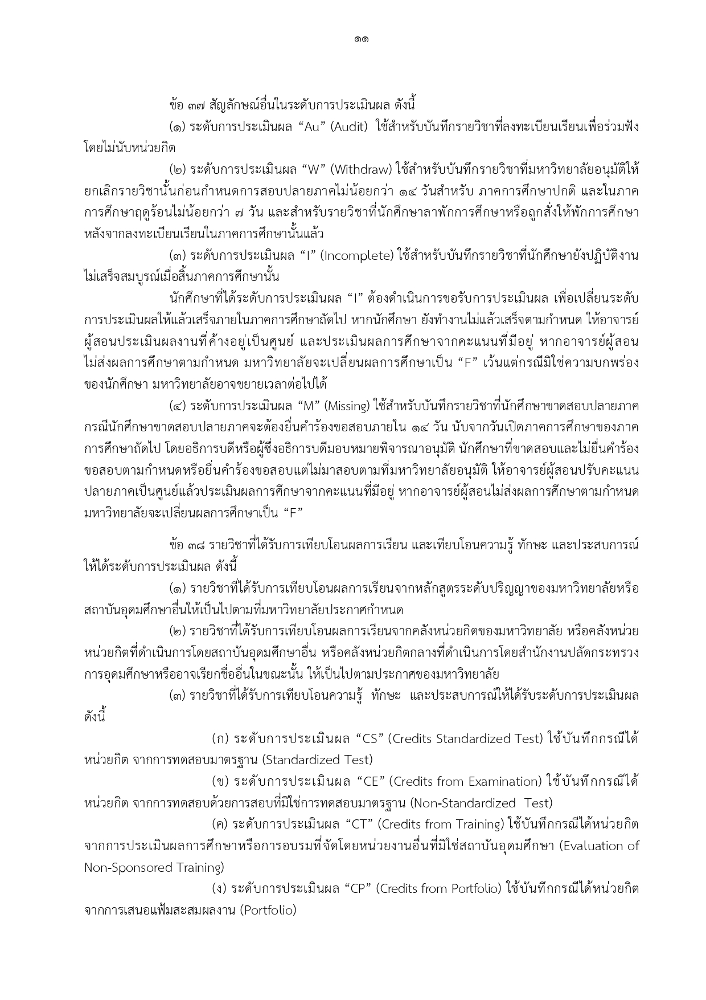 ๑๑
ข้อ ๓๗ สัญลักษณ์อื่นในระดับการประเมินผล ดังนี้
(๑) ระดับการประเมินผล “Au” (Audit) ใช้สำหรับบันทึกรายวิชาที่ลงทะเบียนเรียนเพื่อร่วมฟัง
โดยไม่นับหน่วยกิต
(๒) ระดับการประเมินผล “W” (Withdraw) ใช้สำหรับบันทึกรายวิชาที่มหาวิทยาลัยอนุมัติให้
ยกเลิกรายวิชานั้นก่อนกำหนดการสอบปลายภาคไม่น้อยกว่า ๑๔ วันสำหรับ ภาคการศึกษาปกติ และในภาค
การศึกษาฤดูร้อนไม่น้อยกว่า ๗ วัน และสำหรับรายวิชาที่นักศึกษาลาพักการศึกษาหรือถูกสั่งให้พักการศึกษา
หลังจากลงทะเบียนเรียนในภาคการศึกษานั้นแล้ว
(๓) ระดับการประเมินผล “I” (Incomplete) ใช้สำหรับบันทึกรายวิชาที่นักศึกษายังปฏิบัติงาน
ไม่เสร็จสมบูรณ์เมื่อสิ้นภาคการศึกษานั้น
นักศึกษาที่ได้ระดับการประเมินผล “I” ต้องดำเนินการขอรับการประเมินผล เพื่อเปลี่ยนระดับ
การประเมินผลให้แล้วเสร็จภายในภาคการศึกษาถัดไป หากนักศึกษา ยังทำงานไม่แล้วเสร็จตามกำหนด ให้อาจารย์
ผู้สอนประเมินผลงานที่ค้างอยู่เป็นศูนย์ และประเมินผลการศึกษาจากคะแนนที่มีอยู่ หากอาจารย์ผู้สอน
ไม่ส่งผลการศึกษาตามกำหนด มหาวิทยาลัยจะเปลี่ยนผลการศึกษาเป็น “F” เว้นแต่กรณีมิใช่ความบกพร่อง
ของนักศึกษา มหาวิทยาลัยอาจขยายเวลาต่อไปได้
(๔) ระดับการประเมินผล “M” (Missing) ใช้สำหรับบันทึกรายวิชาที่นักศึกษาขาดสอบปลายภาค
กรณีนักศึกษาขาดสอบปลายภาคจะต้องยื่นคำร้องขอสอบภายใน ๑๔ วัน นับจากวันเปิดภาคการศึกษาของภาค
การศึกษาถัดไป โดยอธิการบดีหรือผู้ซึ่งอธิการบดีมอบหมายพิจารณาอนุมัติ นักศึกษาที่ขาดสอบและไม่ยื่นคำร้อง
ขอสอบตามกำหนดหรือยื่นคำร้องขอสอบแต่ไม่มาสอบตามที่มหาวิทยาลัยอนุมัติ ให้อาจารย์ผู้สอนปรับคะแนน
ปลายภาคเป็นศูนย์แล้วประเมินผลการศึกษาจากคะแนนที่มีอยู่ หากอาจารย์ผู้สอนไม่ส่งผลการศึกษาตามกำหนด
มหาวิทยาลัยจะเปลี่ยนผลการศึกษาเป็น “F”
ข้อ ๓๘ รายวิชาที่ได้รับการเทียบโอนผลการเรียน และเทียบโอนความรู้ ทักษะ และประสบการณ์
ให้ได้ระดับการประเมินผล ดังนี้
(๑) รายวิชาที่ได้รับการเทียบโอนผลการเรียนจากหลักสูตรระดับปริญญาของมหาวิทยาลัยหรือ
สถาบันอุดมศึกษาอื่นให้เป็นไปตามที่มหาวิทยาลัยประกาศกำหนด
(๒) รายวิชาที่ได้รับการเทียบโอนผลการเรียนจากคลังหน่วยกิตของมหาวิทยาลัย หรือคลังหน่วย
หน่วยกิตที่ดำเนินการโดยสถาบันอุดมศึกษาอื่น หรือคลังหน่วยกิตกลางที่ดำเนินการโดยสำนักงานปลัดกระทรวง
การอุดมศึกษาหรืออาจเรียกชื่ออื่นในขณะนั้น ให้เป็นไปตามประกาศของมหาวิทยาลัย
(๓) รายวิชาที่ได้รับการเทียบโอนความรู้ ทักษะ และประสบการณ์ให้ได้รับระดับการประเมินผล
ดังนี้
(ก) ระดับการประเมินผล “CS” (Credits Standardized Test) ใช้บันทึกกรณีได้
หน่วยกิต จากการทดสอบมาตรฐาน (Standardized Test)
(ข) ระดับการประเมินผล “CE” (Credits from Examination) ใช้บันทึกกรณีได้
หน่วยกิต จากการทดสอบด้วยการสอบที่มิใช่การทดสอบมาตรฐาน (Non-Standardized Test)
(ค) ระดับการประเมินผล “CT” (Credits from Training) ใช้บันทึกกรณีได้หน่วยกิต
จากการประเมินผลการศึกษาหรือการอบรมที่จัดโดยหน่วยงานอื่นที่มิใช่สถาบันอุดมศึกษา (Evaluation of
Non-Sponsored Training)
(ง) ระดับการประเมินผล “CP” (Credits from Portfolio) ใช้บันทึกกรณีได้หน่วยกิต
จากการเสนอแฟ้มสะสมผลงาน (Portfolio)